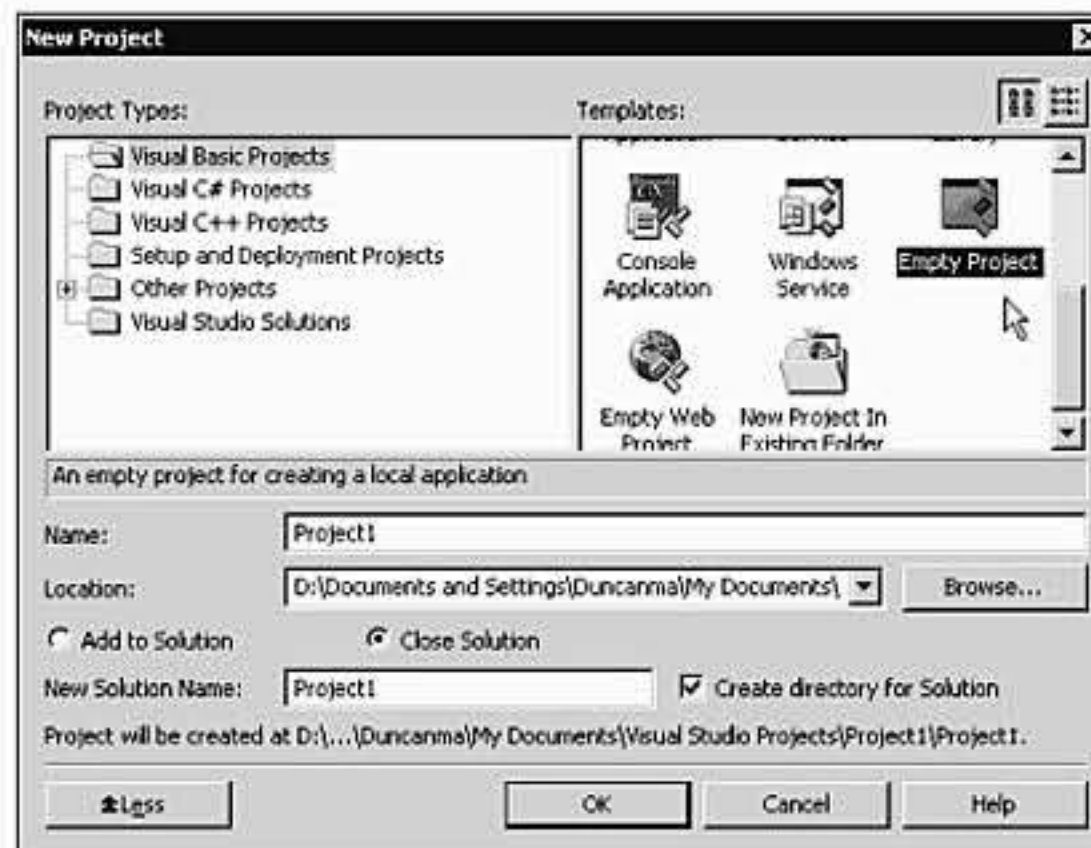 New Project
Project Types:
Templates:
Visual Basic Projects
Visual C# Projects
Visual C++ Projects
Setup and Deployment Projects
Other Projects
Visual Studio Solutions
Console
Application
Windows
Service
Empty Project
Empty Web
Project
New Project In
Existing Folder
An empty project for creating a local application
Name:
Project1
Location:
D:\Documents and Settings\Duncanma\My Documents\
Browse...
Add to Solution
Close Solution
New Solution Name:
Project1
Create directory for Solution
Project will be created at D:\...\Duncanma\My Documents\Visual Studio Projects\Project1\Project1.
Less
OK
Cancel
Help